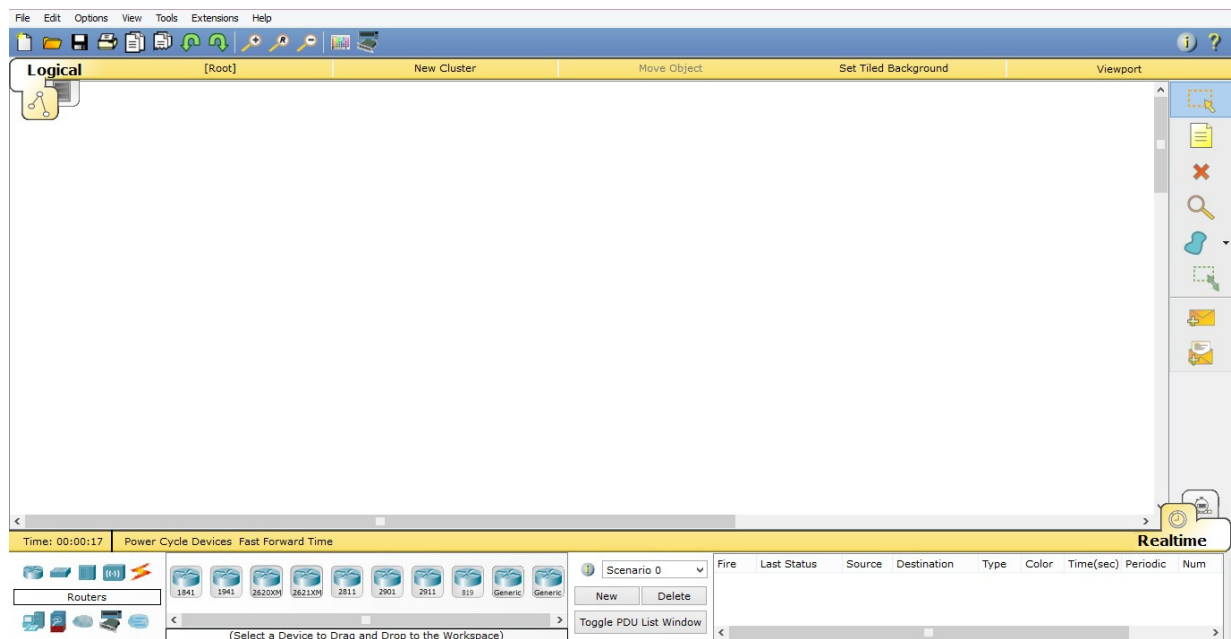 File Edit Options View Tools Extensions Help
Logical [Root] New Cluster Move Object Set Tiled Background Viewport
Time: 00:00:17 Power Cycle Devices Fast Forward Time Realtime
Fire Last Status Source Destination Type Color Time(sec) Periodic Num
Scenario 0
1841 1941 2620XM 2621XM 2811 2901 2911 819 Generic Generic
Routers
New Delete
Toggle PDU List Window
(Select a Device to Drag and Drop to the Workspace)